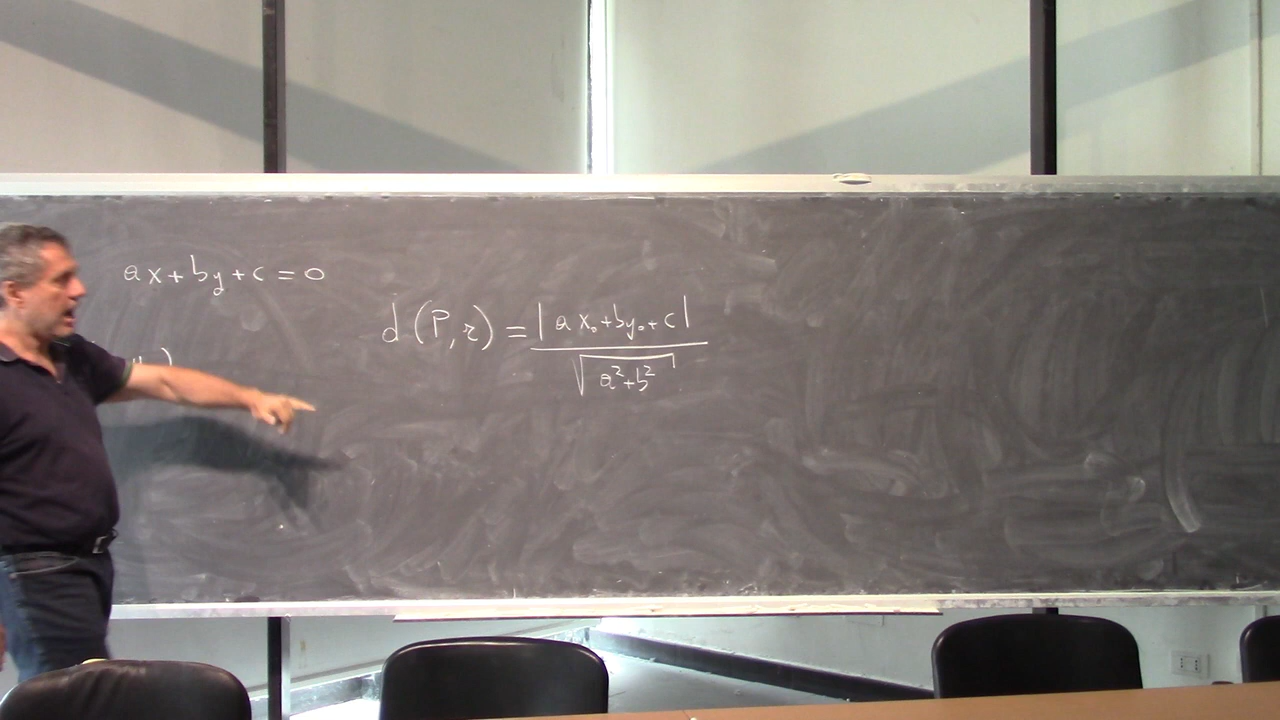 ax+by+c=0
d(P,r)=|ax₀+by₀+c|
√a²+b²